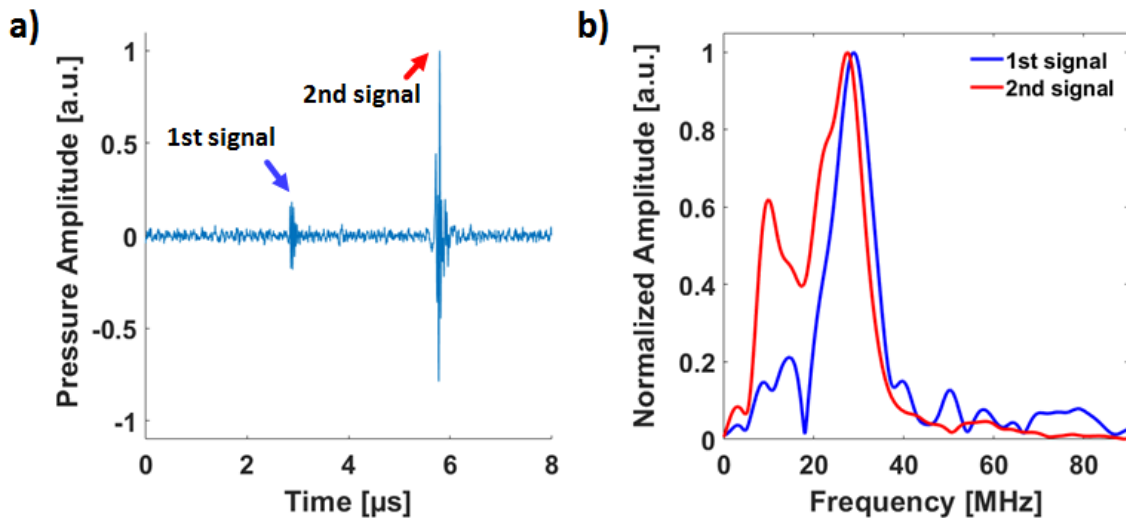 a)
Pressure Amplitude [a.u.]
1
0.5
0
-0.5
-1
1st signal
2nd signal
0 2 4 6 8
Time [µs]
b)
Normalized Amplitude [a.u.]
1
0.8
0.6
0.4
0.2
0
1st signal
2nd signal
0 20 40 60 80
Frequency [MHz]